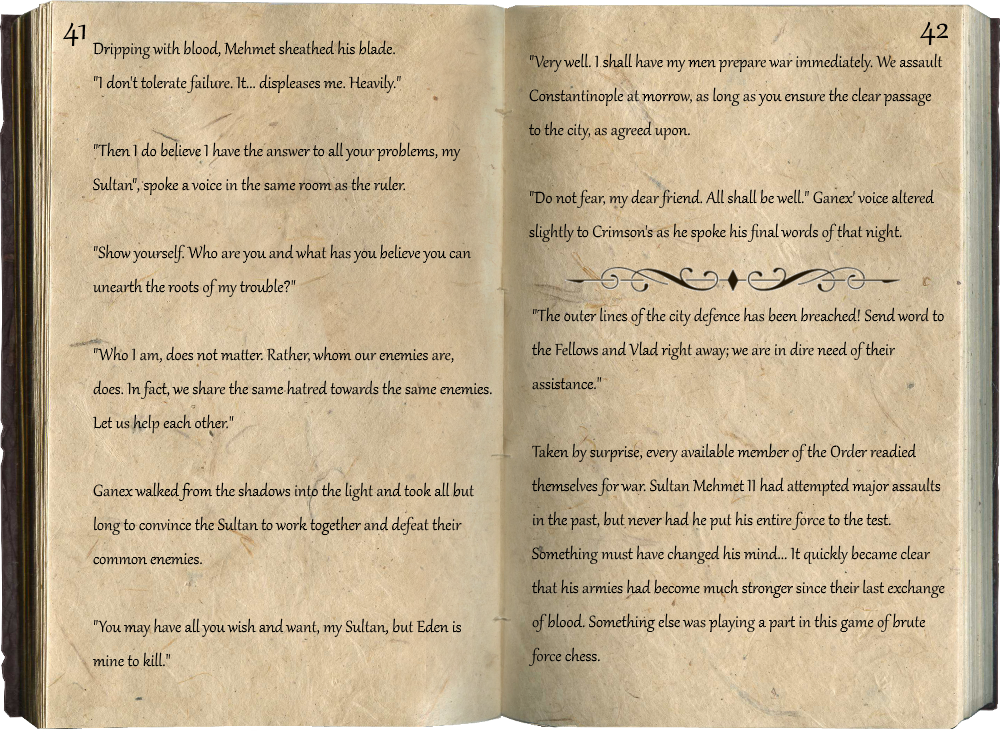 41
Dripping with blood, Mehmet sheathed his blade.
"I don't tolerate failure. It... displeases me. Heavily."
"Then I do believe I have the answer to all your problems, my
Sultan", spoke a voice in the same room as the ruler.
"Show yourself. Who are you and what has you believe you can
unearth the roots of my trouble?"
"Who I am, does not matter. Rather, whom our enemies are,
does. In fact, we share the same hatred towards the same enemies.
Let us help each other."
Ganex walked from the shadows into the light and took all but
long to convince the Sultan to work together and defeat their
common enemies.
"You may have all you wish and want, my Sultan, but Eden is
mine to kill."
42
"Very well. I shall have my men prepare war immediately. We assault
Constantinople at morrow, as long as you ensure the clear passage
to the city, as agreed upon.
"Do not fear, my dear friend. All shall be well." Ganex' voice altered
slightly to Crimson's as he spoke his final words of that night.
"The outer lines of the city defence has been breached! Send word to
the Fellows and Vlad right away; we are in dire need of their
assistance."
Taken by surprise, every available member of the Order readied
themselves for war. Sultan Mehmet II had attempted major assaults
in the past, but never had he put his entire force to the test.
Something must have changed his mind... It quickly became clear
that his armies had become much stronger since their last exchange
of blood. Something else was playing a part in this game of brute
force chess.